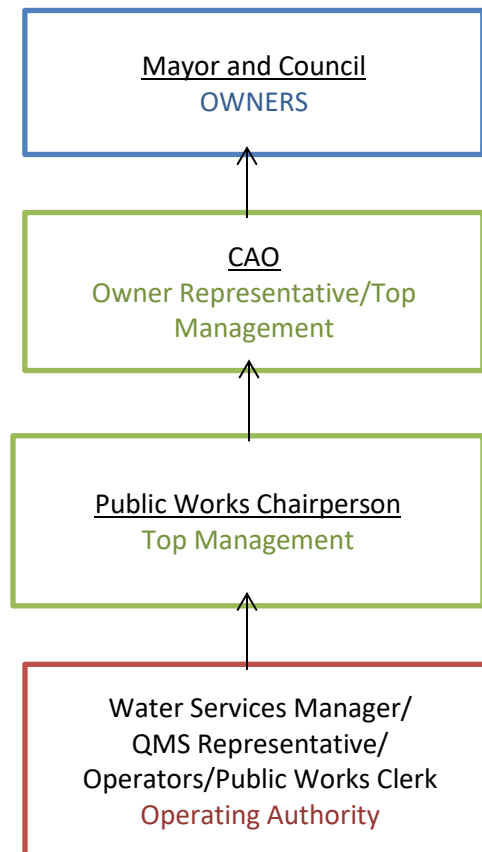 Mayor and Council
OWNERS
CAO
Owner Representative/Top
Management
Public Works Chairperson
Top Management
Water Services Manager/
QMS Representative/
Operators/Public Works Clerk
Operating Authority